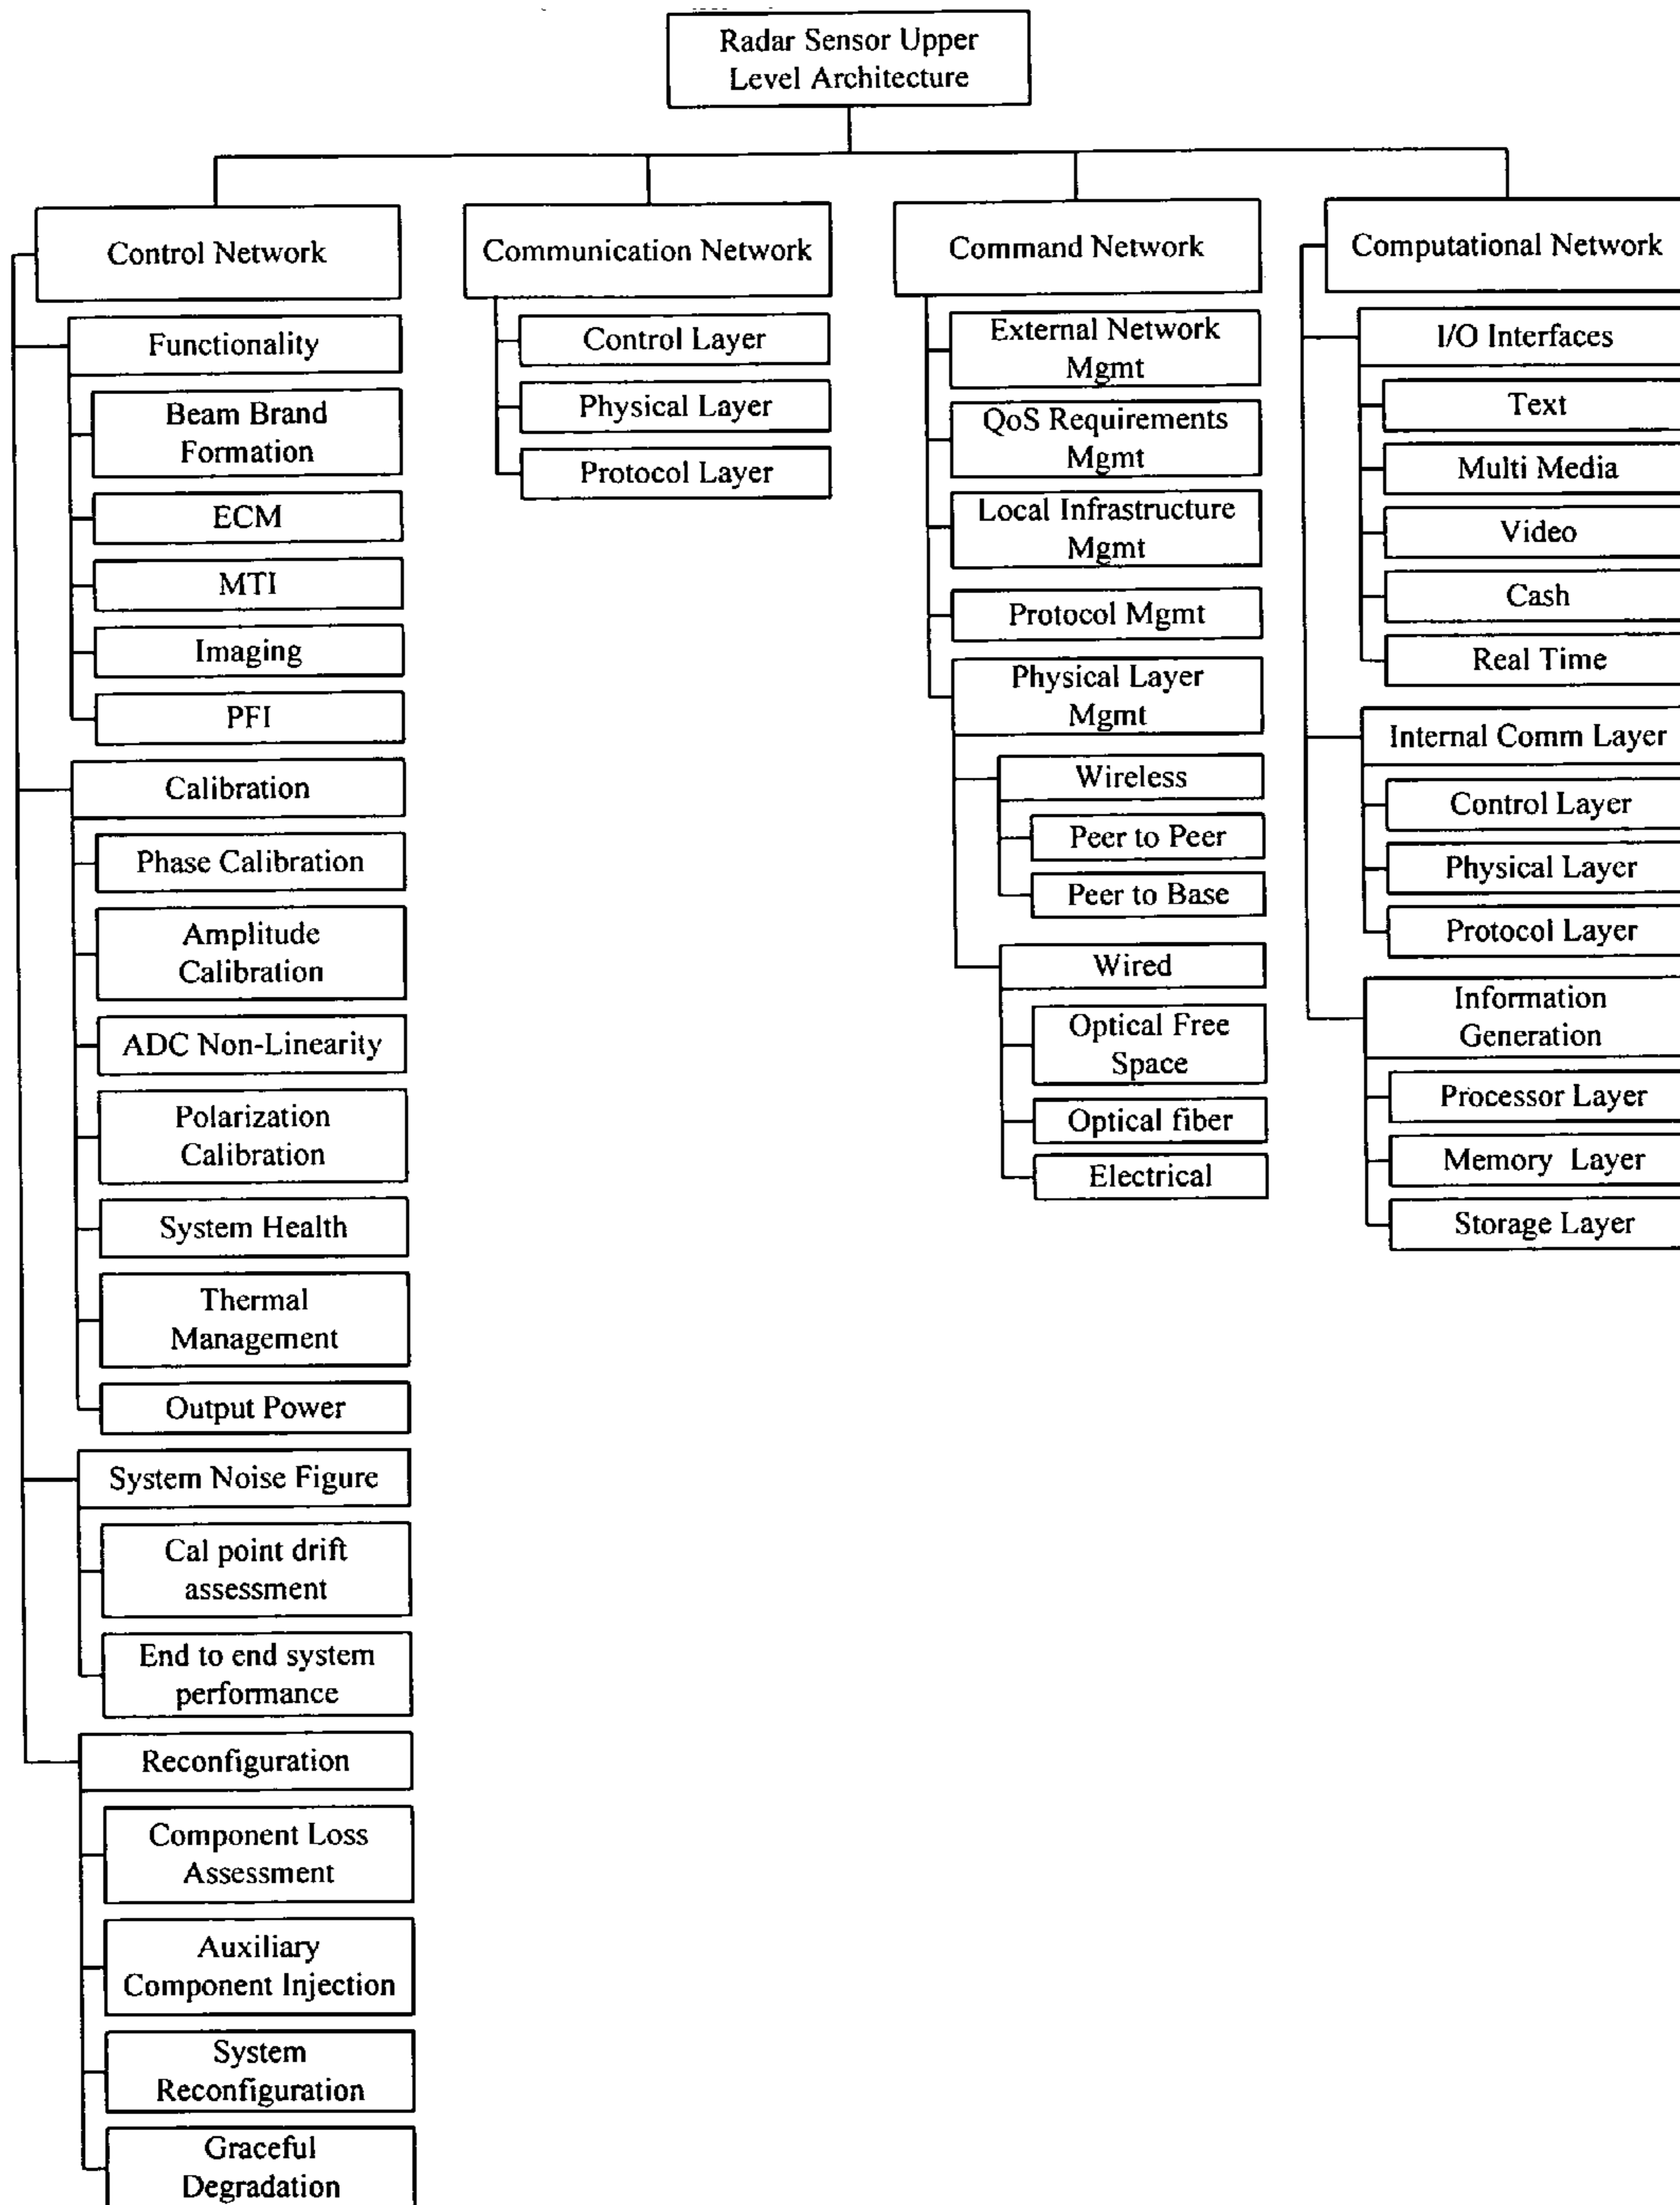 Radar Sensor Upper
Level Architecture
Control Network
Functionality
Beam Brand
Formation
ECM
MTI
Imaging
PFI
Calibration
Phase Calibration
Amplitude
Calibration
ADC Non-Linearity
Polarization
Calibration
System Health
Thermal
Management
Output Power
System Noise Figure
Cal point drift
assessment
End to end system
performance
Reconfiguration
Component Loss
Assessment
Auxiliary
Component Injection
System
Reconfiguration
Graceful
Degradation
Communication Network
Control Layer
Physical Layer
Protocol Layer
Command Network
External Network
Mgmt
QoS Requirements
Mgmt
Local Infrastructure
Mgmt
Protocol Mgmt
Physical Layer
Mgmt
Wireless
Peer to Peer
Peer to Base
Wired
Optical Free
Space
Optical fiber
Electrical
Computational Network
I/O Interfaces
Text
Multi Media
Video
Cash
Real Time
Internal Comm Layer
Control Layer
Physical Layer
Protocol Layer
Information
Generation
Processor Layer
Memory Layer
Storage Layer